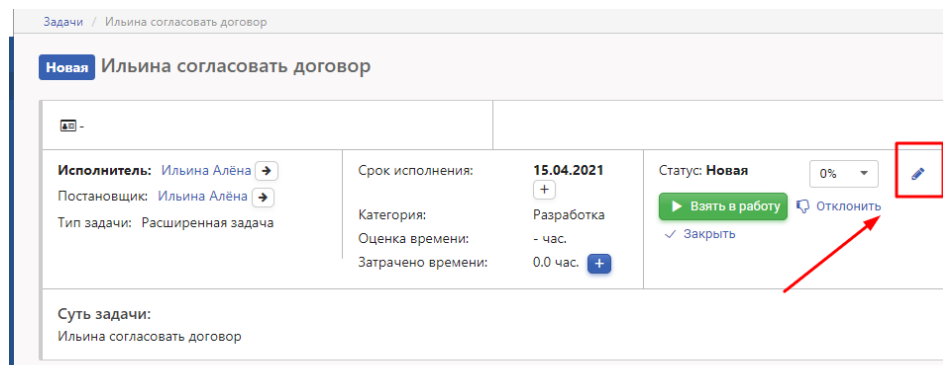 Задачи / Ильина согласовать договор
Новая Ильина согласовать договор
-
Исполнитель: Ильина Алёна
Постановщик: Ильина Алёна
Тип задачи: Расширенная задача
Срок исполнения: 15.04.2021
+
Категория: Разработка
Оценка времени: - час.
Затрачено времени: 0.0 час. +
Статус: Новая 0%
Взять в работу Отклонить
Закрыть
Суть задачи:
Ильина согласовать договор